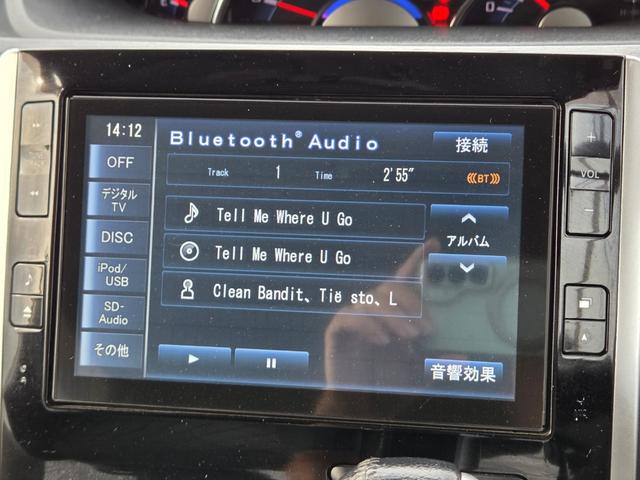 14:12
Bluetooth® Audio
接続
OFF
Track 1 Time 2'55"
BT
デジタル
TV
Tell Me Where U Go
アルバム
DISC
Tell Me Where U Go
iPod/
USB
Clean Bandit、Tië sto、L
SD-
Audio
その他
音響効果
+
VOL
-